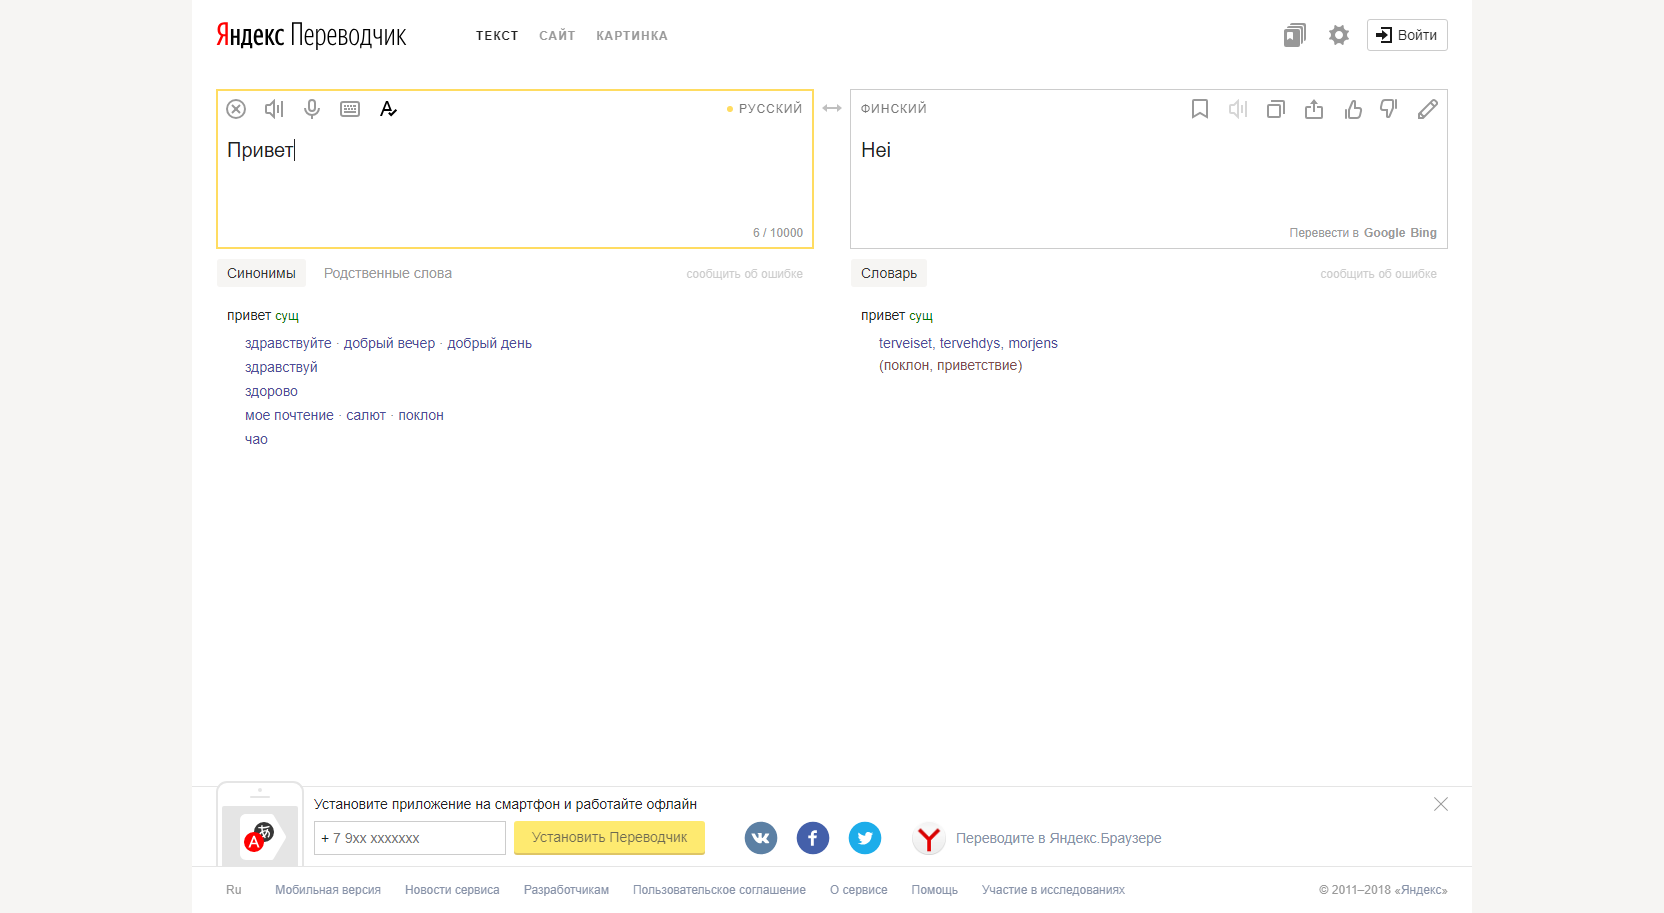 Яндекс Переводчик
ТЕКСТ САЙТ КАРТИНКА
Войти
РУССКИЙ
Привет
6 / 10000
ФИНСКИЙ
Hei
Перевести в Google Bing
Синонимы Родственные слова сообщить об ошибке
привет сущ
здравствуйте · добрый вечер · добрый день
здравствуй
здорово
мое почтение · салют · поклон
чао
Словарь сообщить об ошибке
привет сущ
terveiset, tervehdys, morjens
(поклон, приветствие)
Установите приложение на смартфон и работайте офлайн
+ 7 9xx xxxxxxx Установить Переводчик Переводите в Яндекс.Браузере
Ru Мобильная версия Новости сервиса Разработчикам Пользовательское соглашение О сервисе Помощь Участие в исследованиях © 2011–2018 «Яндекс»